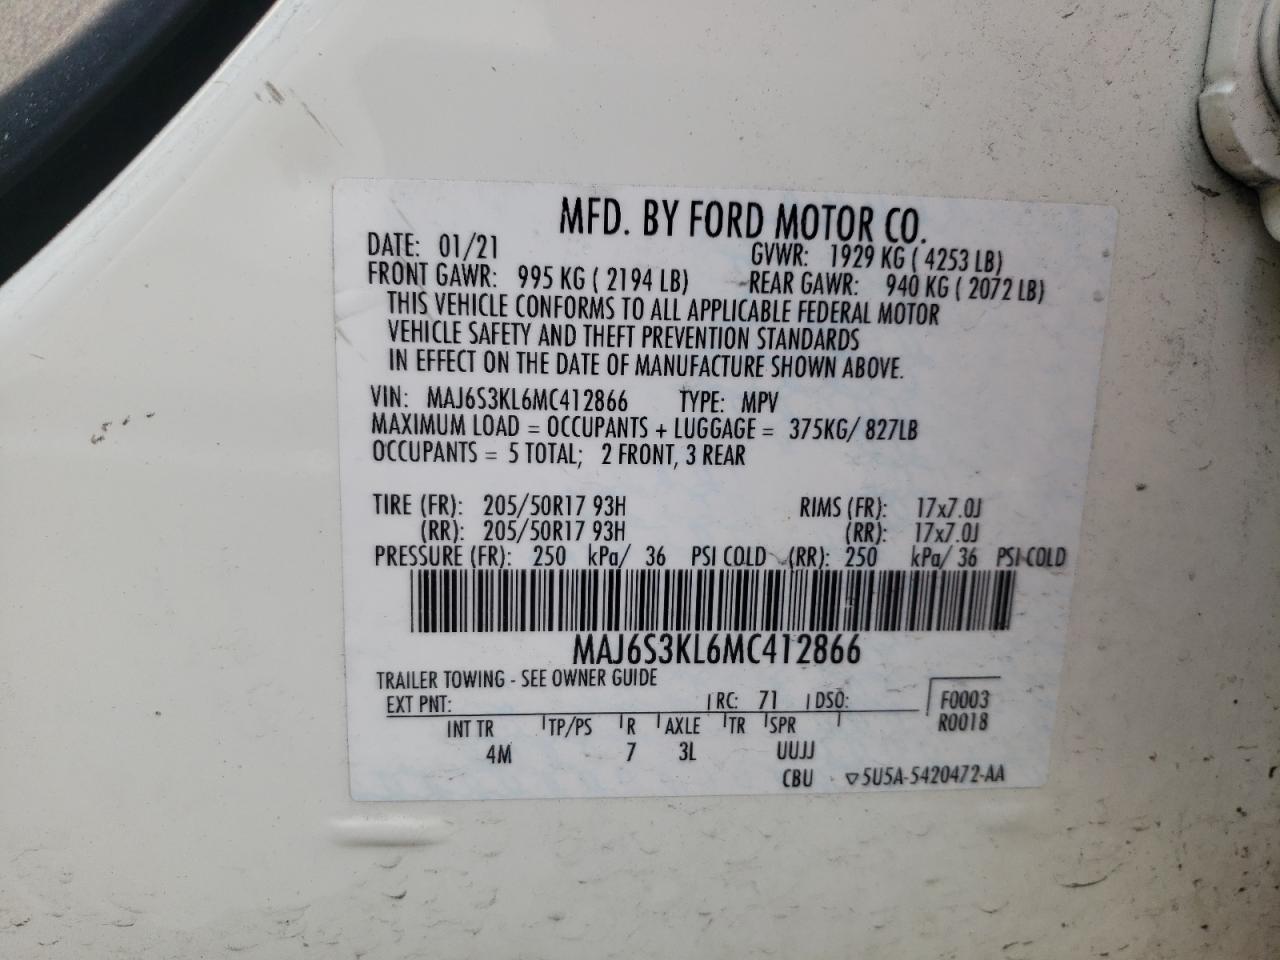 MFD. BY FORD MOTOR CO.
DATE: 01/21 GVWR: 1929 KG ( 4253 LB)
FRONT GAWR: 995 KG ( 2194 LB) REAR GAWR: 940 KG ( 2072 LB)
THIS VEHICLE CONFORMS TO ALL APPLICABLE FEDERAL MOTOR
VEHICLE SAFETY AND THEFT PREVENTION STANDARDS
IN EFFECT ON THE DATE OF MANUFACTURE SHOWN ABOVE.
VIN: MAJ6S3KL6MC412866 TYPE: MPV
MAXIMUM LOAD = OCCUPANTS + LUGGAGE = 375KG/ 827LB
OCCUPANTS = 5 TOTAL; 2 FRONT, 3 REAR
TIRE (FR): 205/50R17 93H RIMS (FR): 17x7.0J
(RR): 205/50R17 93H (RR): 17x7.0J
PRESSURE (FR): 250 kPa/ 36 PSI COLD (RR): 250 kPa/ 36 PSI COLD
MAJ6S3KL6MC412866
TRAILER TOWING - SEE OWNER GUIDE
EXT PNT: RC: 71 DSO: F0003
INT TR TP/PS R AXLE TR SPR R0018
4M 7 3L UUJJ
CBU ▽5U5A-5420472-AA